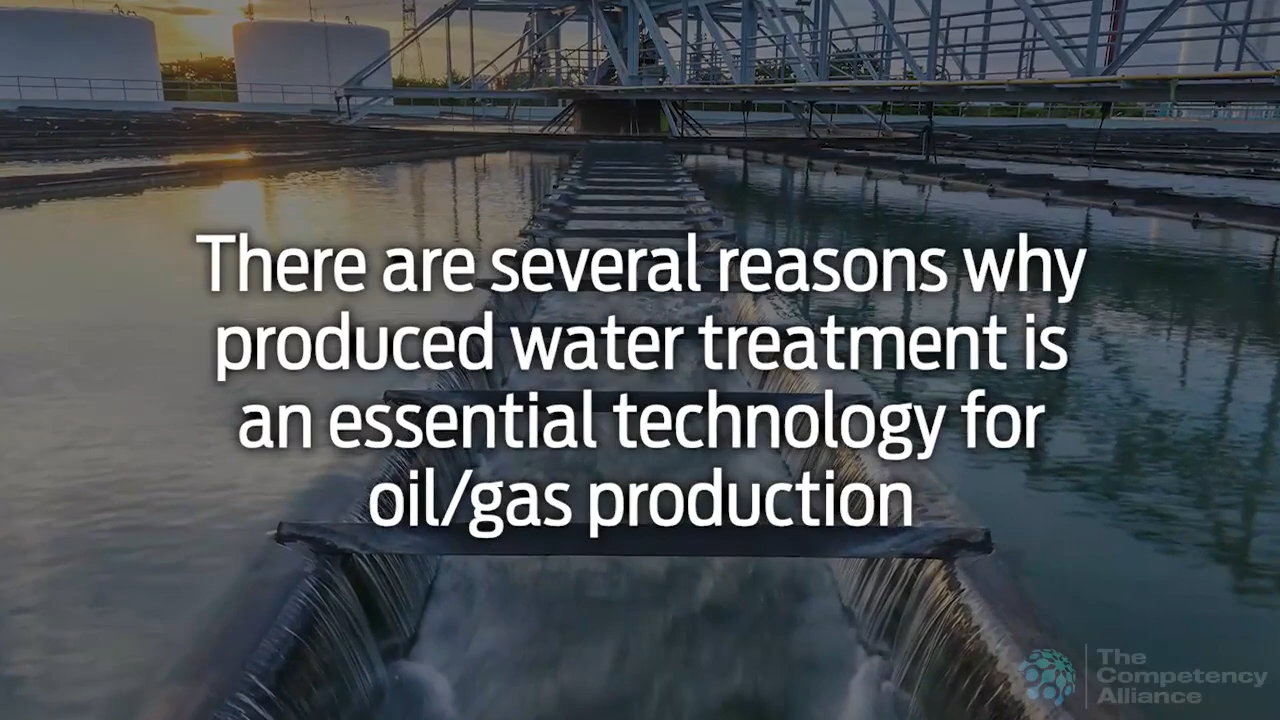 There are several reasons why
produced water treatment is
an essential technology for
oil/gas production
The
Competency
Alliance